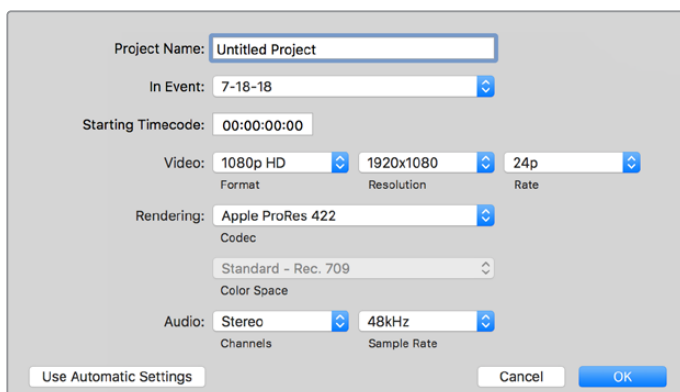 Project Name: Untitled Project
In Event: 7-18-18
Starting Timecode: 00:00:00:00
Video: 1080p HD 1920x1080 24p
Format Resolution Rate
Rendering: Apple ProRes 422
Codec
Standard - Rec. 709
Color Space
Audio: Stereo 48kHz
Channels Sample Rate
Use Automatic Settings Cancel OK